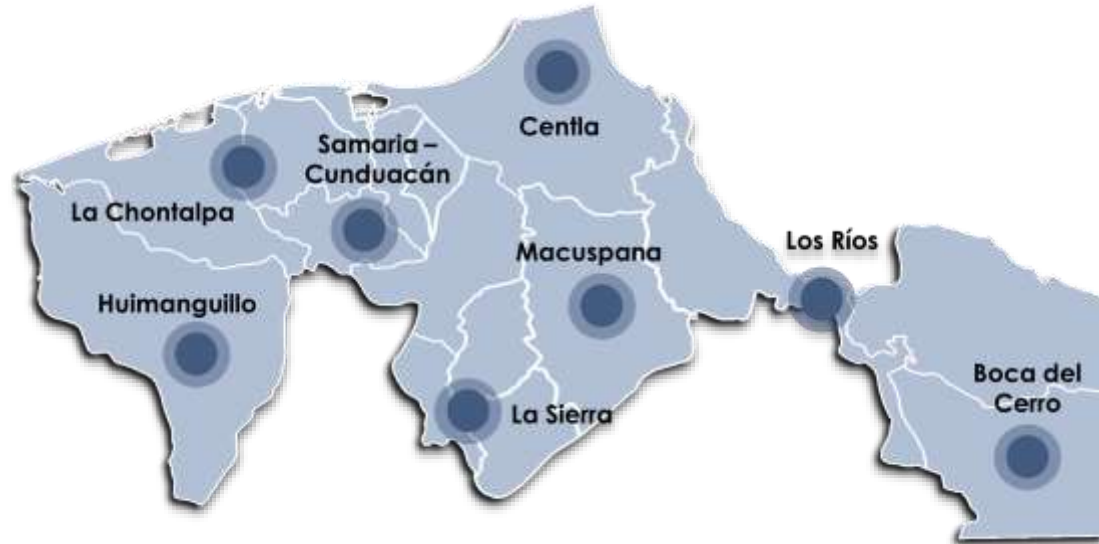 Centla
Samaria –
Cunduacán
La Chontalpa
Los Ríos
Macuspana
Huimanguillo
Boca del
Cerro
La Sierra